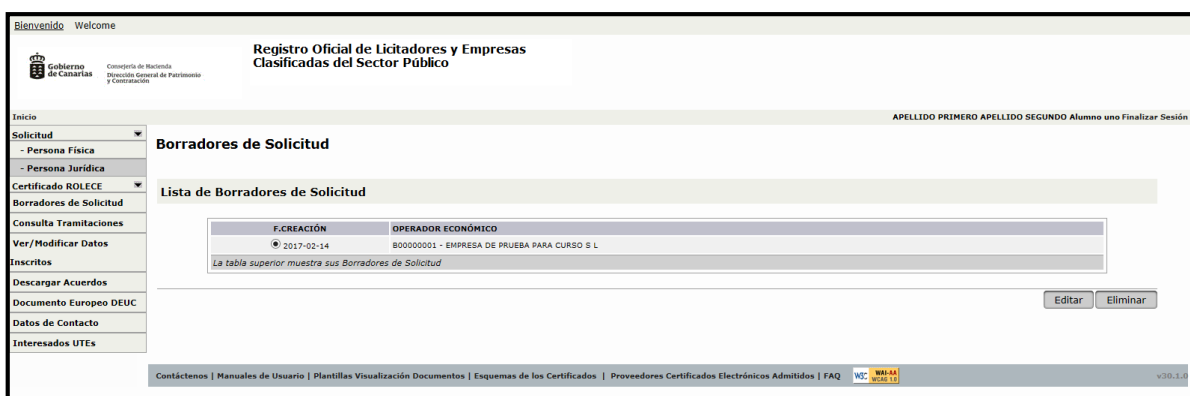 Bienvenido Welcome
Registro Oficial de Licitadores y Empresas
Clasificadas del Sector Público
Gobierno
de Canarias
Consejería de Hacienda
Dirección General de Patrimonio
y Contratación
Inicio
APELLIDO PRIMERO APELLIDO SEGUNDO Alumno uno Finalizar Sesión
Solicitud
- Persona Física
- Persona Jurídica
Certificado ROLECE
Borradores de Solicitud
Consulta Tramitaciones
Ver/Modificar Datos
Inscritos
Descargar Acuerdos
Documento Europeo DEUC
Datos de Contacto
Interesados UTEs
Borradores de Solicitud
Lista de Borradores de Solicitud
F.CREACIÓN OPERADOR ECONÓMICO
2017-02-14 B00000001 - EMPRESA DE PRUEBA PARA CURSO S L
La tabla superior muestra sus Borradores de Solicitud
Editar Eliminar
Contáctenos | Manuales de Usuario | Plantillas Visualización Documentos | Esquemas de los Certificados | Proveedores Certificados Electrónicos Admitidos | FAQ W3C WAI-AA WCAG 1.0 v30.1.0